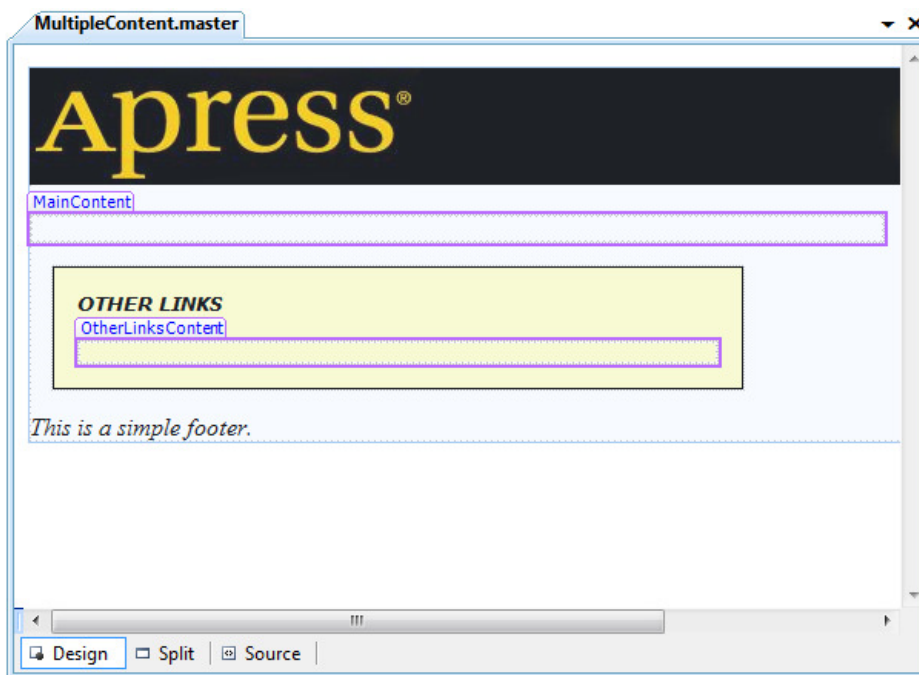 MultipleContent.master
Apress®
MainContent
OTHER LINKS
OtherLinksContent
This is a simple footer.
Design Split Source